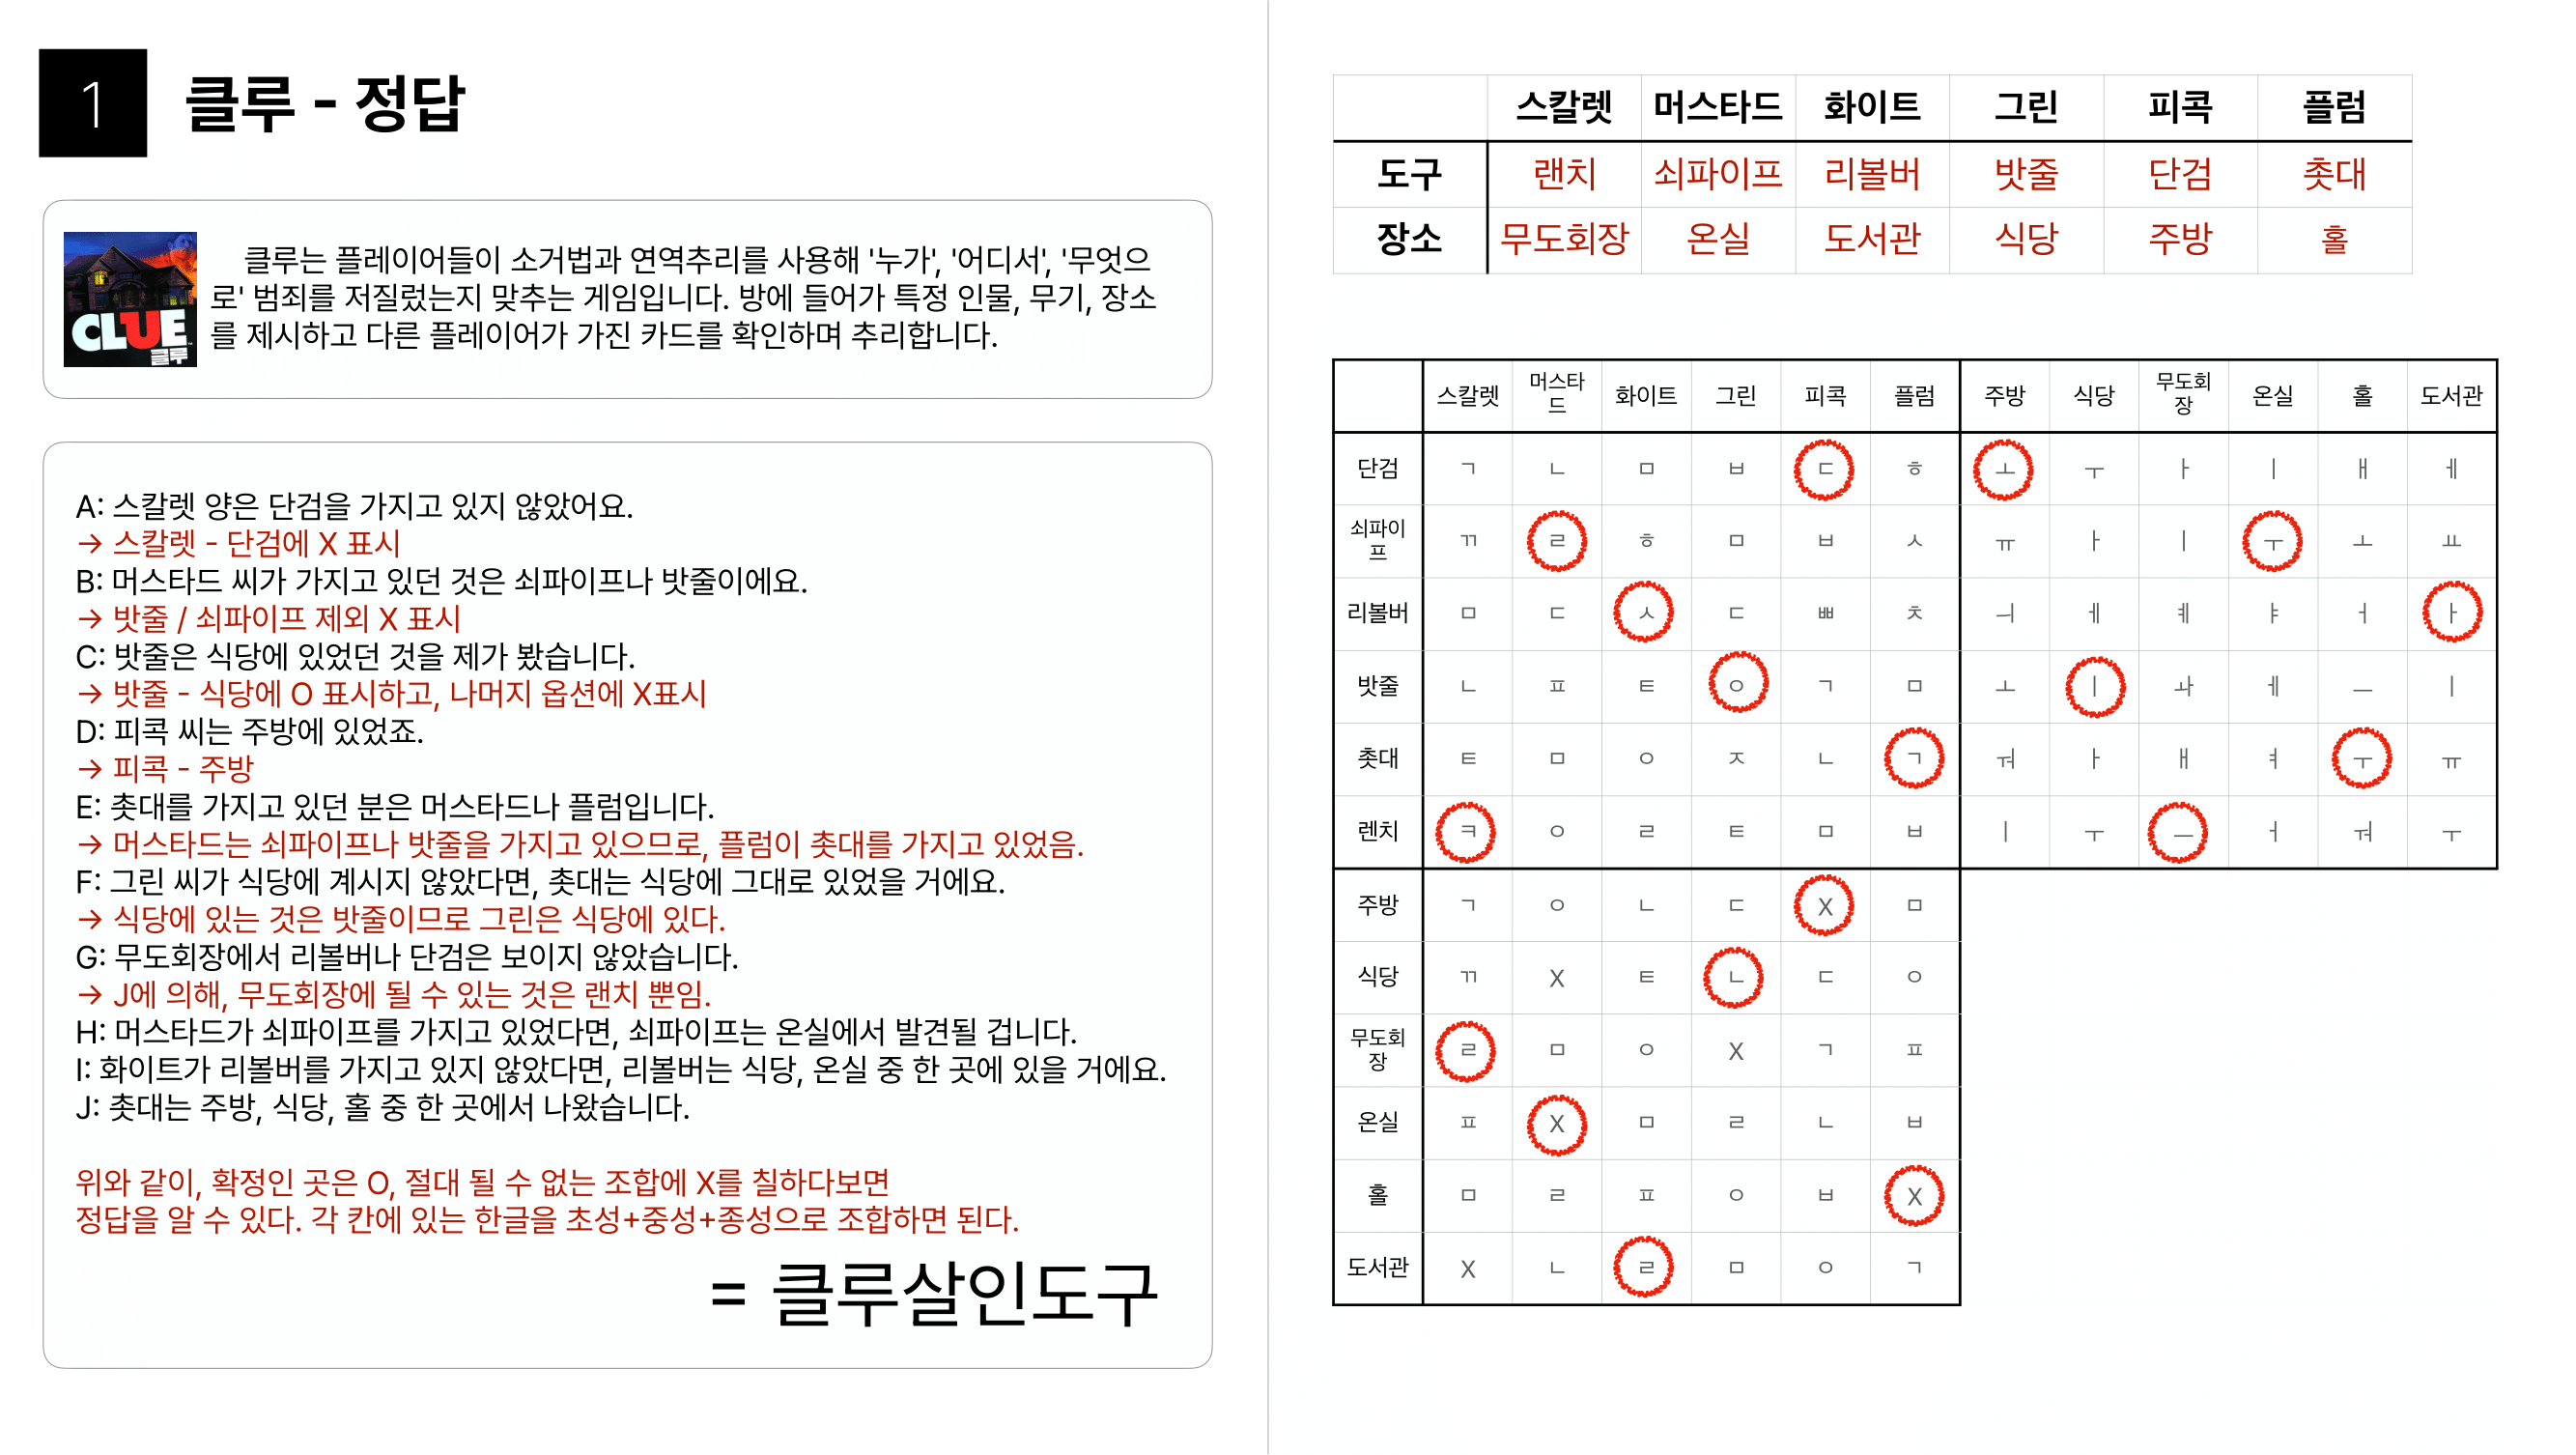 1
클루 - 정답
CLUE
클루
클루는 플레이어들이 소거법과 연역추리를 사용해 '누가', '어디서', '무엇으
로' 범죄를 저질렀는지 맞추는 게임입니다. 방에 들어가 특정 인물, 무기, 장소
를 제시하고 다른 플레이어가 가진 카드를 확인하며 추리합니다.
A: 스칼렛 양은 단검을 가지고 있지 않았어요.
→ 스칼렛 - 단검에 X 표시
B: 머스타드 씨가 가지고 있던 것은 쇠파이프나 밧줄이에요.
→ 밧줄 / 쇠파이프 제외 X 표시
C: 밧줄은 식당에 있었던 것을 제가 봤습니다.
→ 밧줄 - 식당에 O 표시하고, 나머지 옵션에 X표시
D: 피콕 씨는 주방에 있었죠.
→ 피콕 - 주방
E: 촛대를 가지고 있던 분은 머스타드나 플럼입니다.
→ 머스타드는 쇠파이프나 밧줄을 가지고 있으므로, 플럼이 촛대를 가지고 있었음.
F: 그린 씨가 식당에 계시지 않았다면, 촛대는 식당에 그대로 있었을 거에요.
→ 식당에 있는 것은 밧줄이므로 그린은 식당에 있다.
G: 무도회장에서 리볼버나 단검은 보이지 않았습니다.
→ J에 의해, 무도회장에 될 수 있는 것은 랜치 뿐임.
H: 머스타드가 쇠파이프를 가지고 있었다면, 쇠파이프는 온실에서 발견될 겁니다.
I: 화이트가 리볼버를 가지고 있지 않았다면, 리볼버는 식당, 온실 중 한 곳에 있을 거에요.
J: 촛대는 주방, 식당, 홀 중 한 곳에서 나왔습니다.
위와 같이, 확정인 곳은 O, 절대 될 수 없는 조합에 X를 칠하다보면
정답을 알 수 있다. 각 칸에 있는 한글을 초성+중성+종성으로 조합하면 된다.
= 클루살인도구
스칼렛 머스타드 화이트 그린 피콕 플럼
도구 랜치 쇠파이프 리볼버 밧줄 단검 촛대
장소 무도회장 온실 도서관 식당 주방 홀
스칼렛 머스타드 화이트 그린 피콕 플럼 주방 식당 무도회장 온실 홀 도서관
단검 ㄱ ㄴ ㅁ ㅂ ㄷ ㅎ ㅗ ㅜ ㅏ ㅣ ㅐ ㅔ
쇠파이프 ㄲ ㄹ ㅎ ㅁ ㅂ ㅅ ㅠ ㅏ ㅣ ㅜ ㅗ ㅛ
리볼버 ㅁ ㄷ ㅅ ㄷ ㅃ ㅊ ㅢ ㅔ ㅖ ㅑ ㅓ ㅏ
밧줄 ㄴ ㅍ ㅌ ㅇ ㄱ ㅁ ㅗ ㅣ ㅘ ㅖ ㅡ ㅣ
촛대 ㅌ ㅁ ㅇ ㅈ ㄴ ㄱ ㅝ ㅏ ㅐ ㅕ ㅜ ㅠ
렌치 ㅋ ㅇ ㄹ ㅌ ㅁ ㅂ ㅣ ㅜ ㅡ ㅓ ㅝ ㅜ
주방 ㄱ ㅇ ㄴ ㄷ X ㅁ
식당 ㄲ X ㅌ ㄴ ㄷ ㅇ
무도회장 ㄹ ㅁ ㅇ X ㄱ ㅍ
온실 ㅍ X ㅁ ㄹ ㄴ ㅂ
홀 ㅁ ㄹ ㅍ ㅇ ㅂ X
도서관 X ㄴ ㄹ ㅁ ㅇ ㄱ